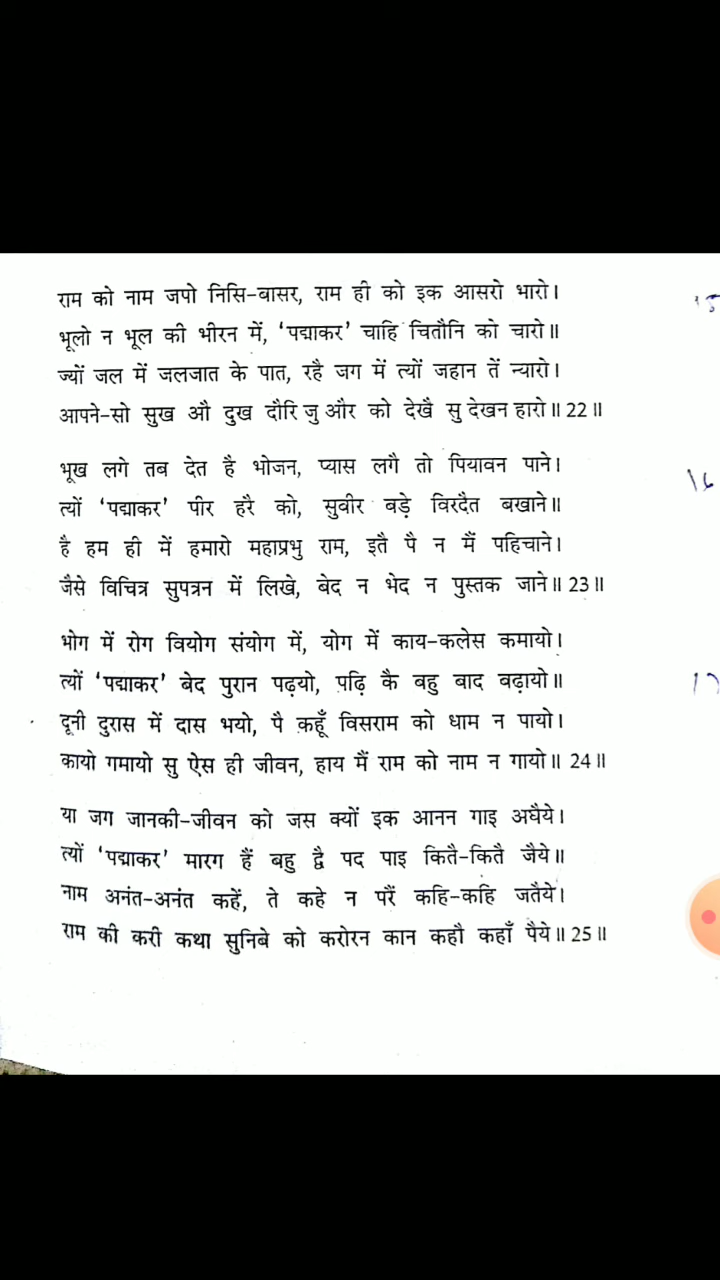 राम को नाम जपो निसि-बासर, राम ही को इक आसरो भारो।
भूलो न भूल की भीरन में, 'पद्माकर' चाहि चितौनि को चारो॥
ज्यों जल में जलजात के पात, रहै जग में त्यों जहान तें न्यारो।
आपने-सो सुख औ दुख दौरि जु और को देखै सु देखन हारो॥ 22॥
भूख लगे तब देत है भोजन, प्यास लगै तो पियावन पाने।
त्यों 'पद्माकर' पीर हरै को, सुवीर बड़े विरदैत बखाने॥
है हम ही में हमारो महाप्रभु राम, इतै पै न मैं पहिचाने।
जैसे विचित्र सुपत्रन में लिखे, बेद न भेद न पुस्तक जाने॥ 23॥
भोग में रोग वियोग संयोग में, योग में काय-कलेस कमायो।
त्यों 'पद्माकर' बेद पुरान पढ़यो, पढ़ि कै बहु बाद बढ़ायो॥
दूनी दुरास में दास भयो, पै कहूँ विसराम को धाम न पायो।
कायो गमायो सु ऐस ही जीवन, हाय मैं राम को नाम न गायो॥ 24॥
या जग जानकी-जीवन को जस क्यों इक आनन गाइ अघैये।
त्यों 'पद्माकर' मारग हैं बहु द्वै पद पाइ कितै-कितै जैये॥
नाम अनंत-अनंत कहें, ते कहे न परैं कहि-कहि जतैये।
राम की करी कथा सुनिबे को करोरन कान कहौ कहाँ पैये॥ 25॥